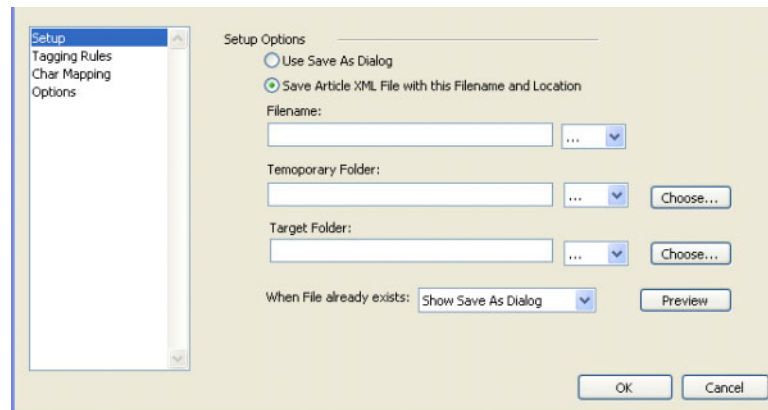 Setup
Tagging Rules
Char Mapping
Options
Setup Options
Use Save As Dialog
Save Article XML File with this Filename and Location
Filename:
...
Temoporary Folder:
... Choose...
Target Folder:
... Choose...
When File already exists: Show Save As Dialog Preview
OK Cancel